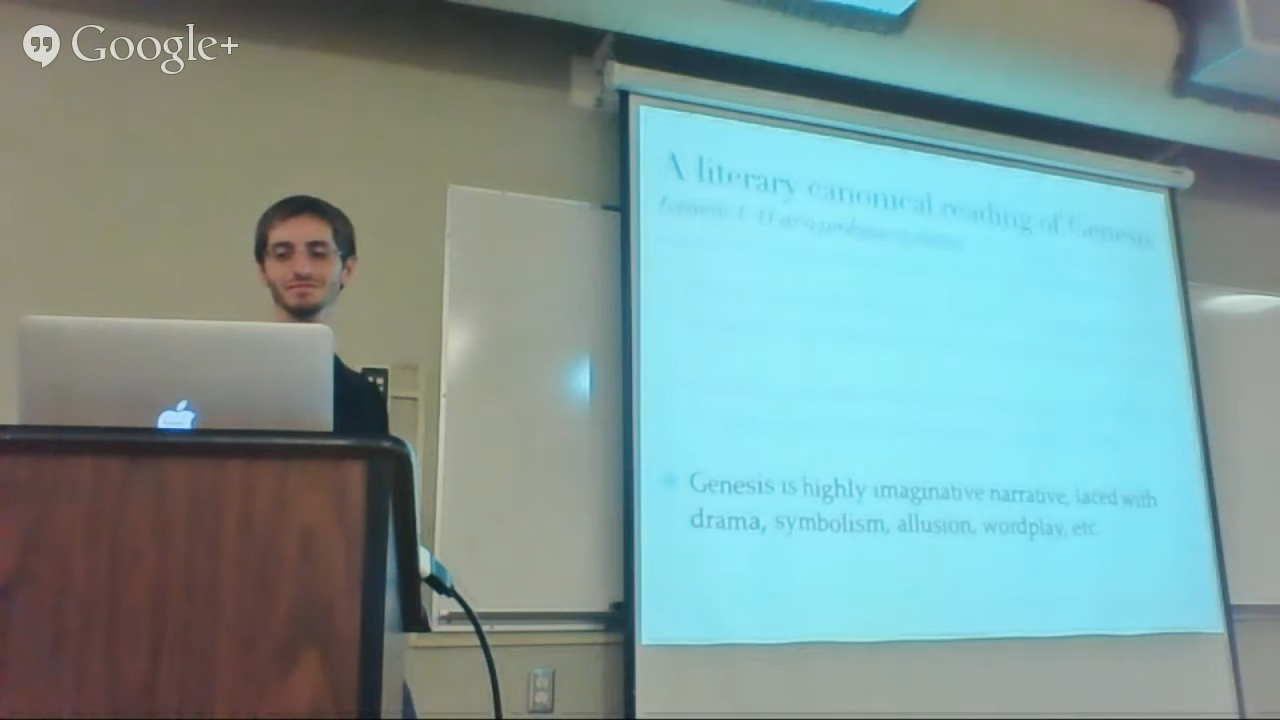 Google+
A literary canonical reading of Genesis
Genesis is highly imaginative narrative, laced with
drama, symbolism, allusion, wordplay, etc.